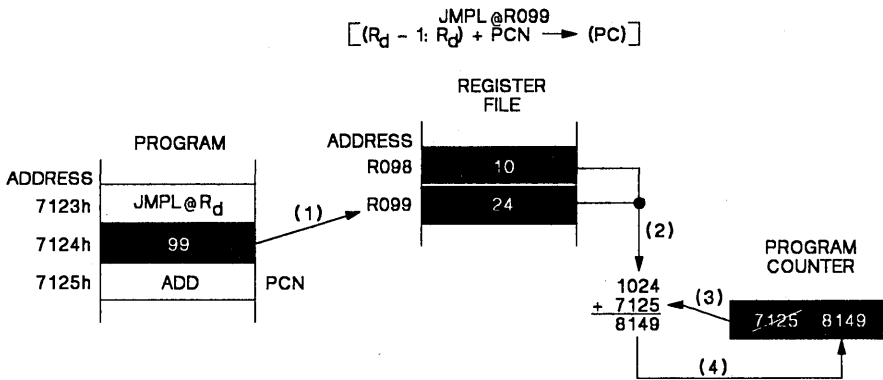 JMPL @R099
[(Rd - 1: Rd) + PCN → (PC)]
REGISTER
FILE
PROGRAM
ADDRESS
ADDRESS
R098
10
7123h
JMPL@Rd
(1)
R099
24
7124h
99
(2)
PROGRAM
COUNTER
7125h
ADD
PCN
1024
+ 7125
8149
(3)
7125 8149
(4)